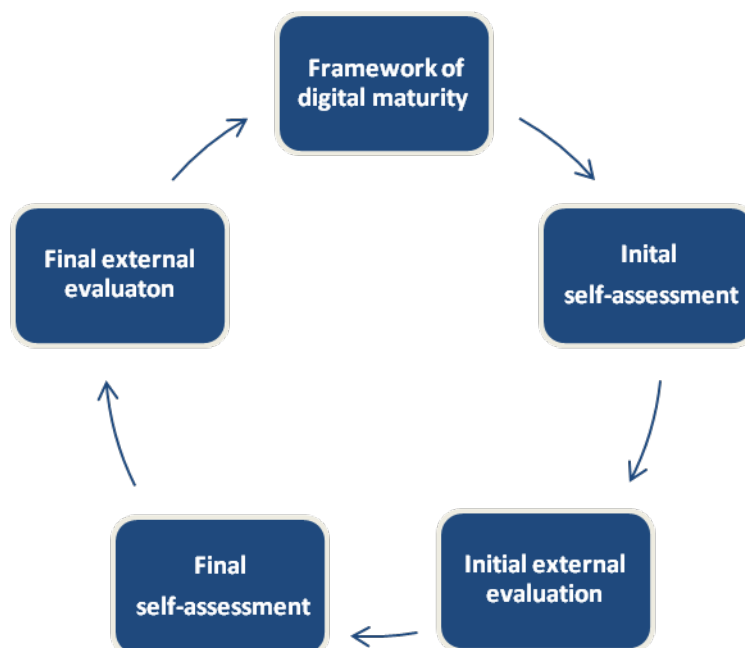 Framework of
digital maturity
Inital
self-assessment
Initial external
evaluation
Final
self-assessment
Final external
evaluaton